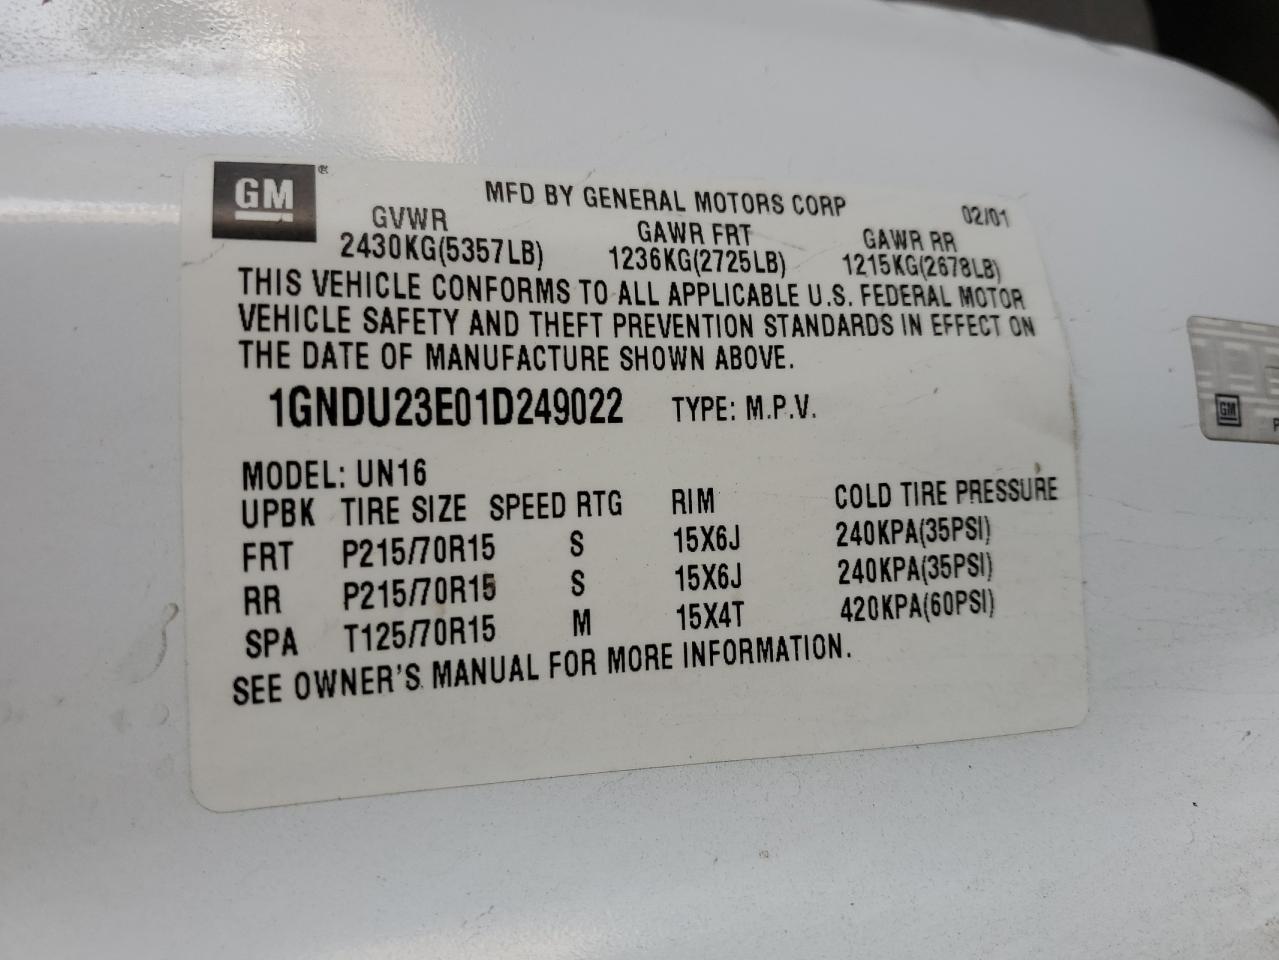 GM®
MFD BY GENERAL MOTORS CORP 02/01
GVWR GAWR FRT GAWR RR
2430KG(5357LB) 1236KG(2725LB) 1215KG(2678LB)
THIS VEHICLE CONFORMS TO ALL APPLICABLE U.S. FEDERAL MOTOR
VEHICLE SAFETY AND THEFT PREVENTION STANDARDS IN EFFECT ON
THE DATE OF MANUFACTURE SHOWN ABOVE.
1GNDU23E01D249022 TYPE: M.P.V.
MODEL: UN16
UPBK TIRE SIZE SPEED RTG RIM COLD TIRE PRESSURE
FRT P215/70R15 S 15X6J 240KPA(35PSI)
RR P215/70R15 S 15X6J 240KPA(35PSI)
SPA T125/70R15 M 15X4T 420KPA(60PSI)
SEE OWNER'S MANUAL FOR MORE INFORMATION.
GM